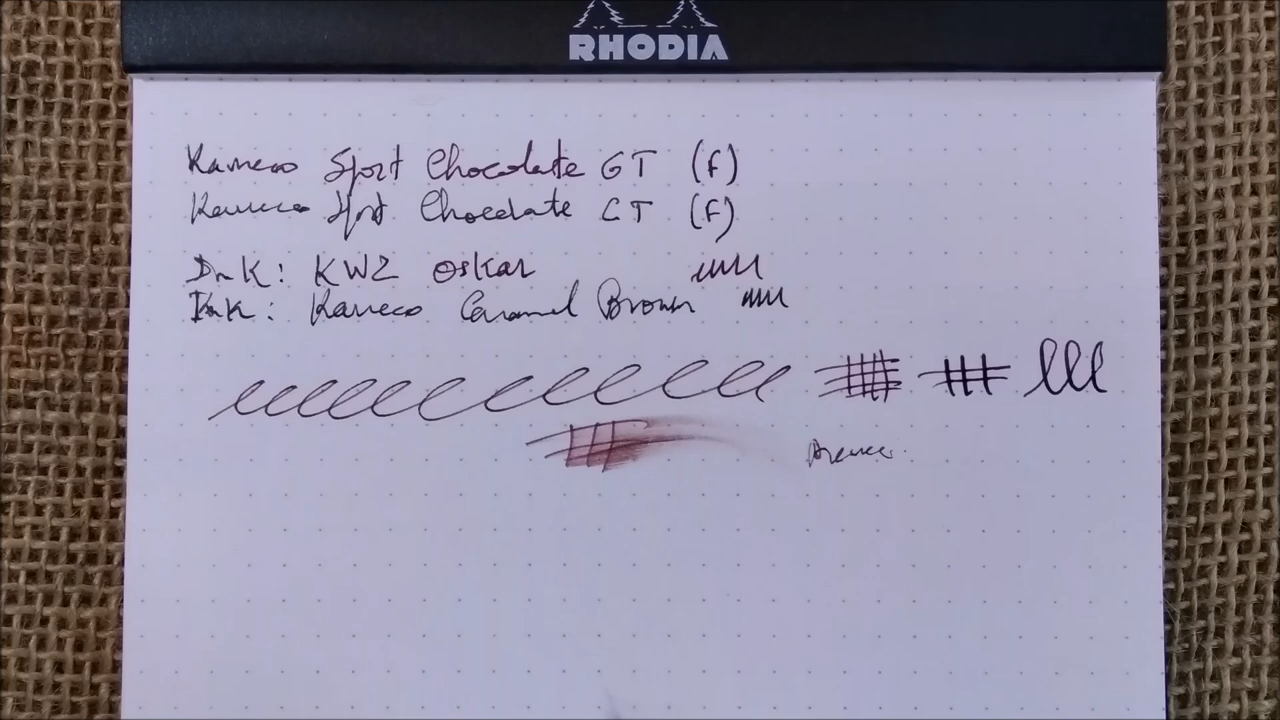 RHODIA
Kaweco Sport Chocolate GT (F)
Kaweco Sport Chocolate CT (F)
Ink: KWZ Oskar
Ink: Kaweco Caramel Brown